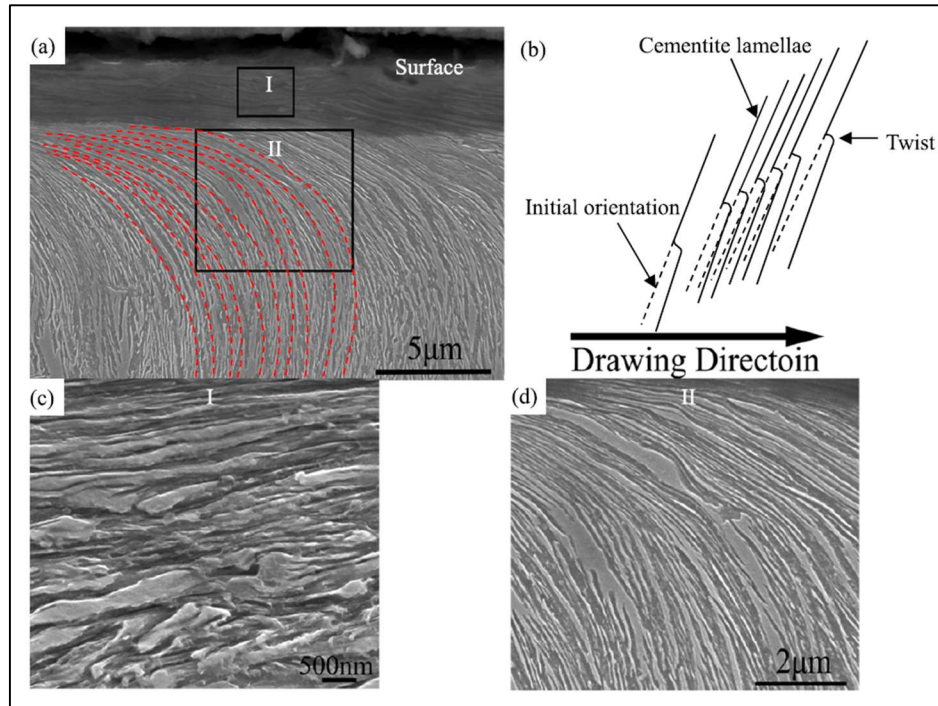 (a)
Surface
I
II
5μm
(b)
Cementite lamellae
Twist
Initial orientation
Drawing Directoin
(c)
I
500nm
(d)
II
2μm